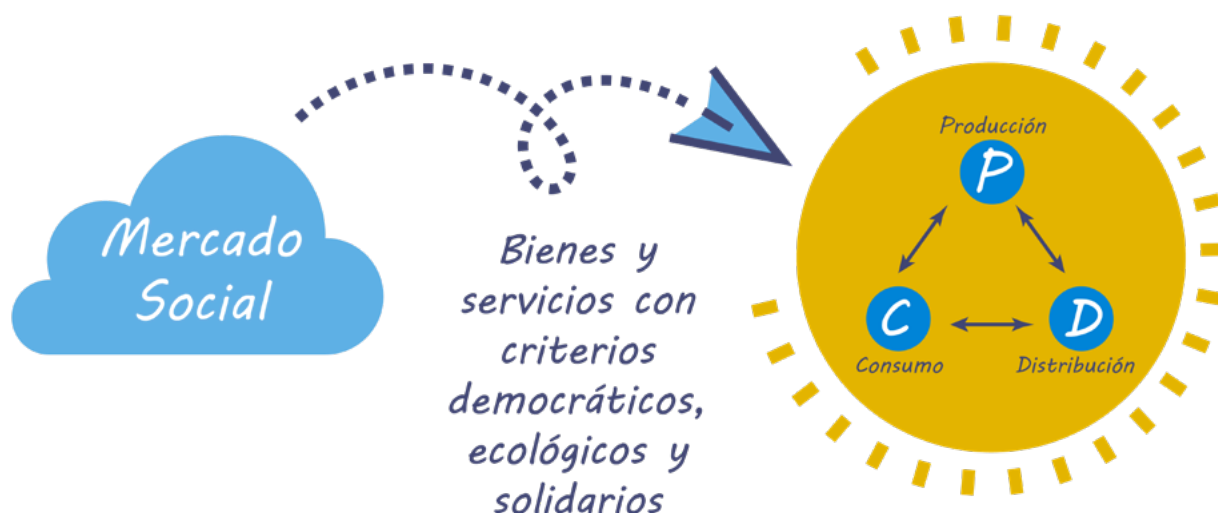 Mercado
Social
Bienes y
servicios con
criterios
democráticos,
ecológicos y
solidarios
Producción
P
C
D
Consumo
Distribución